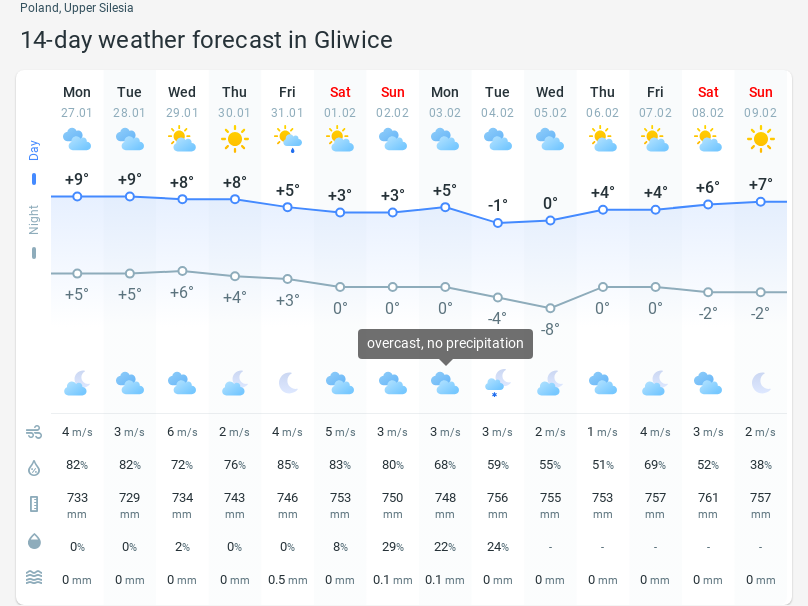 Poland, Upper Silesia
14-day weather forecast in Gliwice
Mon Tue Wed Thu Fri Sat Sun Mon Tue Wed Thu Fri Sat Sun
27.01 28.01 29.01 30.01 31.01 01.02 02.02 03.02 04.02 05.02 06.02 07.02 08.02 09.02
Day
+9° +9° +8° +8° +5° +3° +3° +5° -1° 0° +4° +4° +6° +7°
Night
+5° +5° +6° +4° +3° 0° 0° 0° -4° -8° 0° 0° -2° -2°
overcast, no precipitation
4 m/s 3 m/s 6 m/s 2 m/s 4 m/s 5 m/s 3 m/s 3 m/s 3 m/s 2 m/s 1 m/s 4 m/s 3 m/s 2 m/s
82% 82% 72% 76% 85% 83% 80% 68% 59% 55% 51% 69% 52% 38%
733 729 734 743 746 753 750 748 756 755 753 757 761 757
mm mm mm mm mm mm mm mm mm mm mm mm mm mm
0% 0% 2% 0% 0% 8% 29% 22% 24% - - - - -
0 mm 0 mm 0 mm 0 mm 0.5 mm 0 mm 0.1 mm 0.1 mm 0 mm 0 mm 0 mm 0 mm 0 mm 0 mm